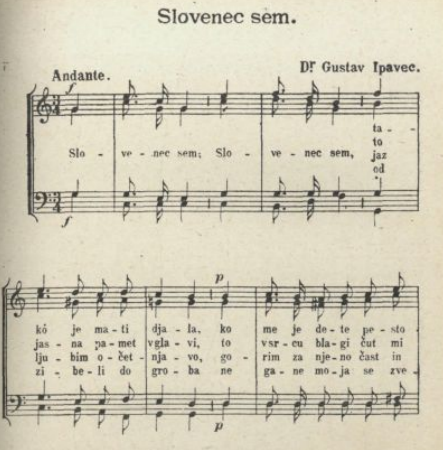 Slovenec sem.
Andante.
Dr Gustav Ipavec.
f
Slo - ve - nec sem; Slo - ve - nec sem, ta -
to
jaz
od
f
p
kó je ma - ti dja - la, ko me je de - te pe - sto
jas - na pa - met v gla - vi, to v sr - cu bla - gi čut mi
lju - bim o - čet - nja - vo, go - rim za nje - no čast in
zi - be - li do gro - ba ne ga - ne mo - ja se zve
p